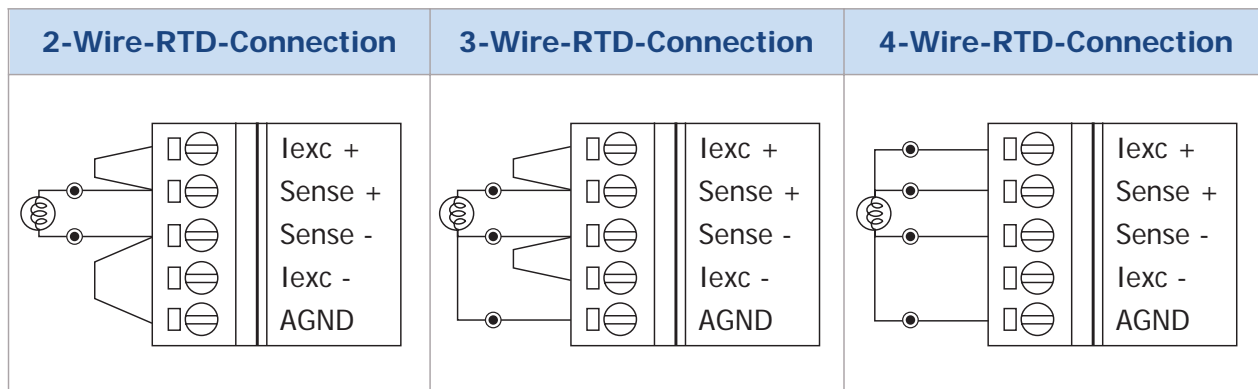 2-Wire-RTD-Connection
3-Wire-RTD-Connection
4-Wire-RTD-Connection
Iexc +
Sense +
Sense -
Iexc -
AGND
Iexc +
Sense +
Sense -
Iexc -
AGND
Iexc +
Sense +
Sense -
Iexc -
AGND